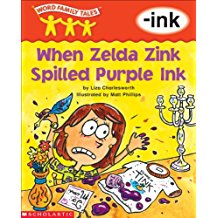 WORD FAMILY TALES
-ink
When Zelda Zink
Spilled Purple Ink
by Liza Charlesworth
Illustrated by Matt Phillips
SCHOLASTIC